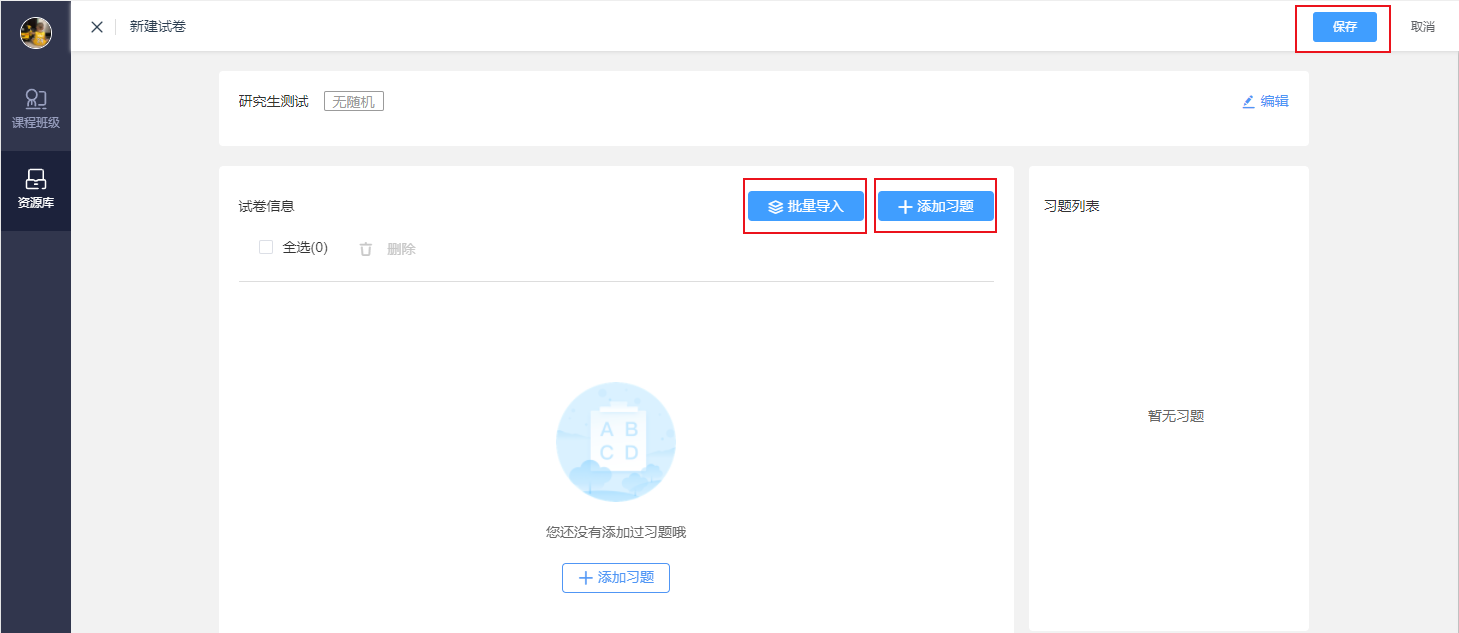 新建试卷
保存
取消
课程班级
资源库
研究生测试
无随机
编辑
试卷信息
批量导入
添加习题
习题列表
全选(0)
删除
A B
C D
暂无习题
您还没有添加过习题哦
添加习题